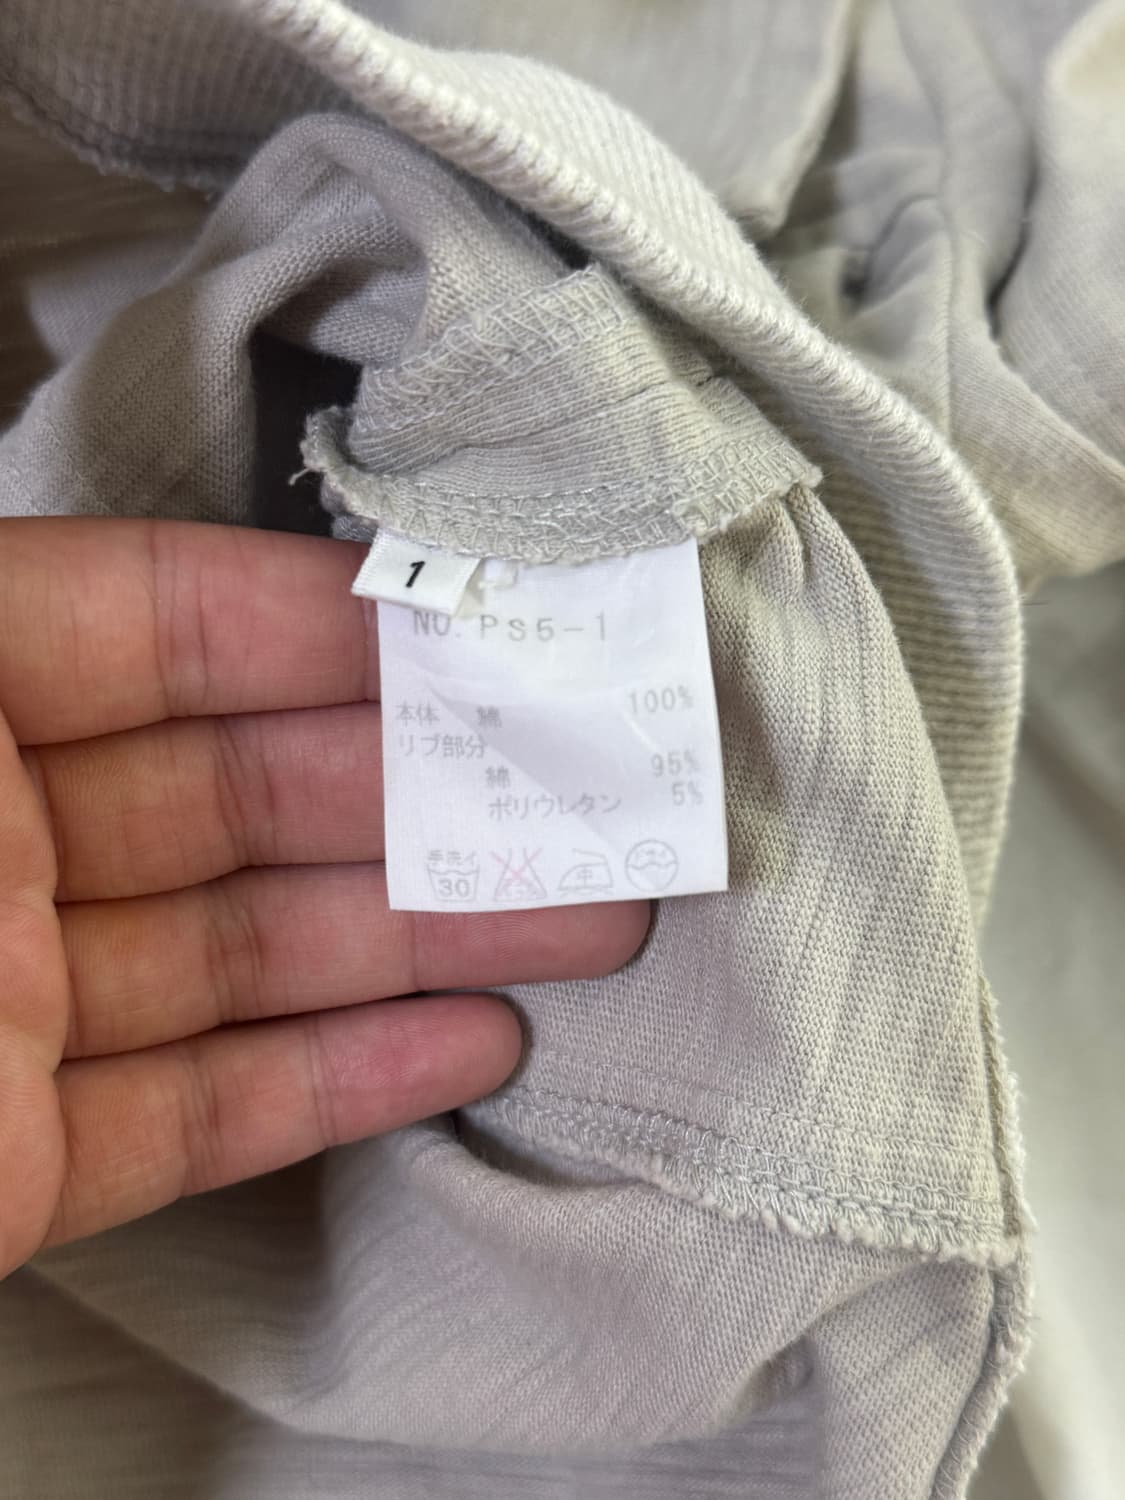 1
NO. PS5-1
本体 綿 100%
リブ部分
綿 95%
ポリウレタン 5%
手洗イ
30
中